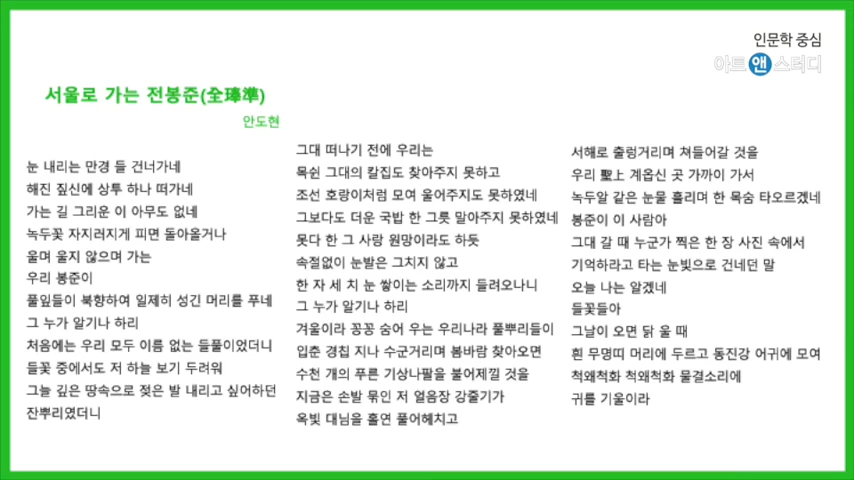 인문학 중심
아트앤스터디
서울로 가는 전봉준(全琫準)
안도현
눈 내리는 만경 들 건너가네
해진 짚신에 상투 하나 떠가네
가는 길 그리운 이 아무도 없네
녹두꽃 자지러지게 피면 돌아올거나
울며 울지 않으며 가는
우리 봉준이
풀잎들이 북향하여 일제히 성긴 머리를 푸네
그 누가 알기나 하리
처음에는 우리 모두 이름 없는 들풀이었더니
들꽃 중에서도 저 하늘 보기 두려워
그늘 깊은 땅속으로 젖은 발 내리고 싶어하던
잔뿌리였더니
그대 떠나기 전에 우리는
목쉰 그대의 칼집도 찾아주지 못하고
조선 호랑이처럼 모여 울어주지도 못하였네
그보다도 더운 국밥 한 그릇 말아주지 못하였네
못다 한 그 사랑 원망이라도 하듯
속절없이 눈발은 그치지 않고
한 자 세 치 눈 쌓이는 소리까지 들려오나니
그 누가 알기나 하리
겨울이라 꽁꽁 숨어 우는 우리나라 풀뿌리들이
입춘 경칩 지나 수군거리며 봄바람 찾아오면
수천 개의 푸른 기상나팔을 불어제낄 것을
지금은 손발 묶인 저 얼음장 강줄기가
옥빛 대님을 홀연 풀어헤치고
서해로 출렁거리며 쳐들어갈 것을
우리 聖上 계옵신 곳 가까이 가서
녹두알 같은 눈물 흘리며 한 목숨 타오르겠네
봉준이 이 사람아
그대 갈 때 누군가 찍은 한 장 사진 속에서
기억하라고 타는 눈빛으로 건네던 말
오늘 나는 알겠네
들꽃들아
그날이 오면 닭 울 때
흰 무명띠 머리에 두르고 동진강 어귀에 모여
척왜척화 척왜척화 물결소리에
귀를 기울이라